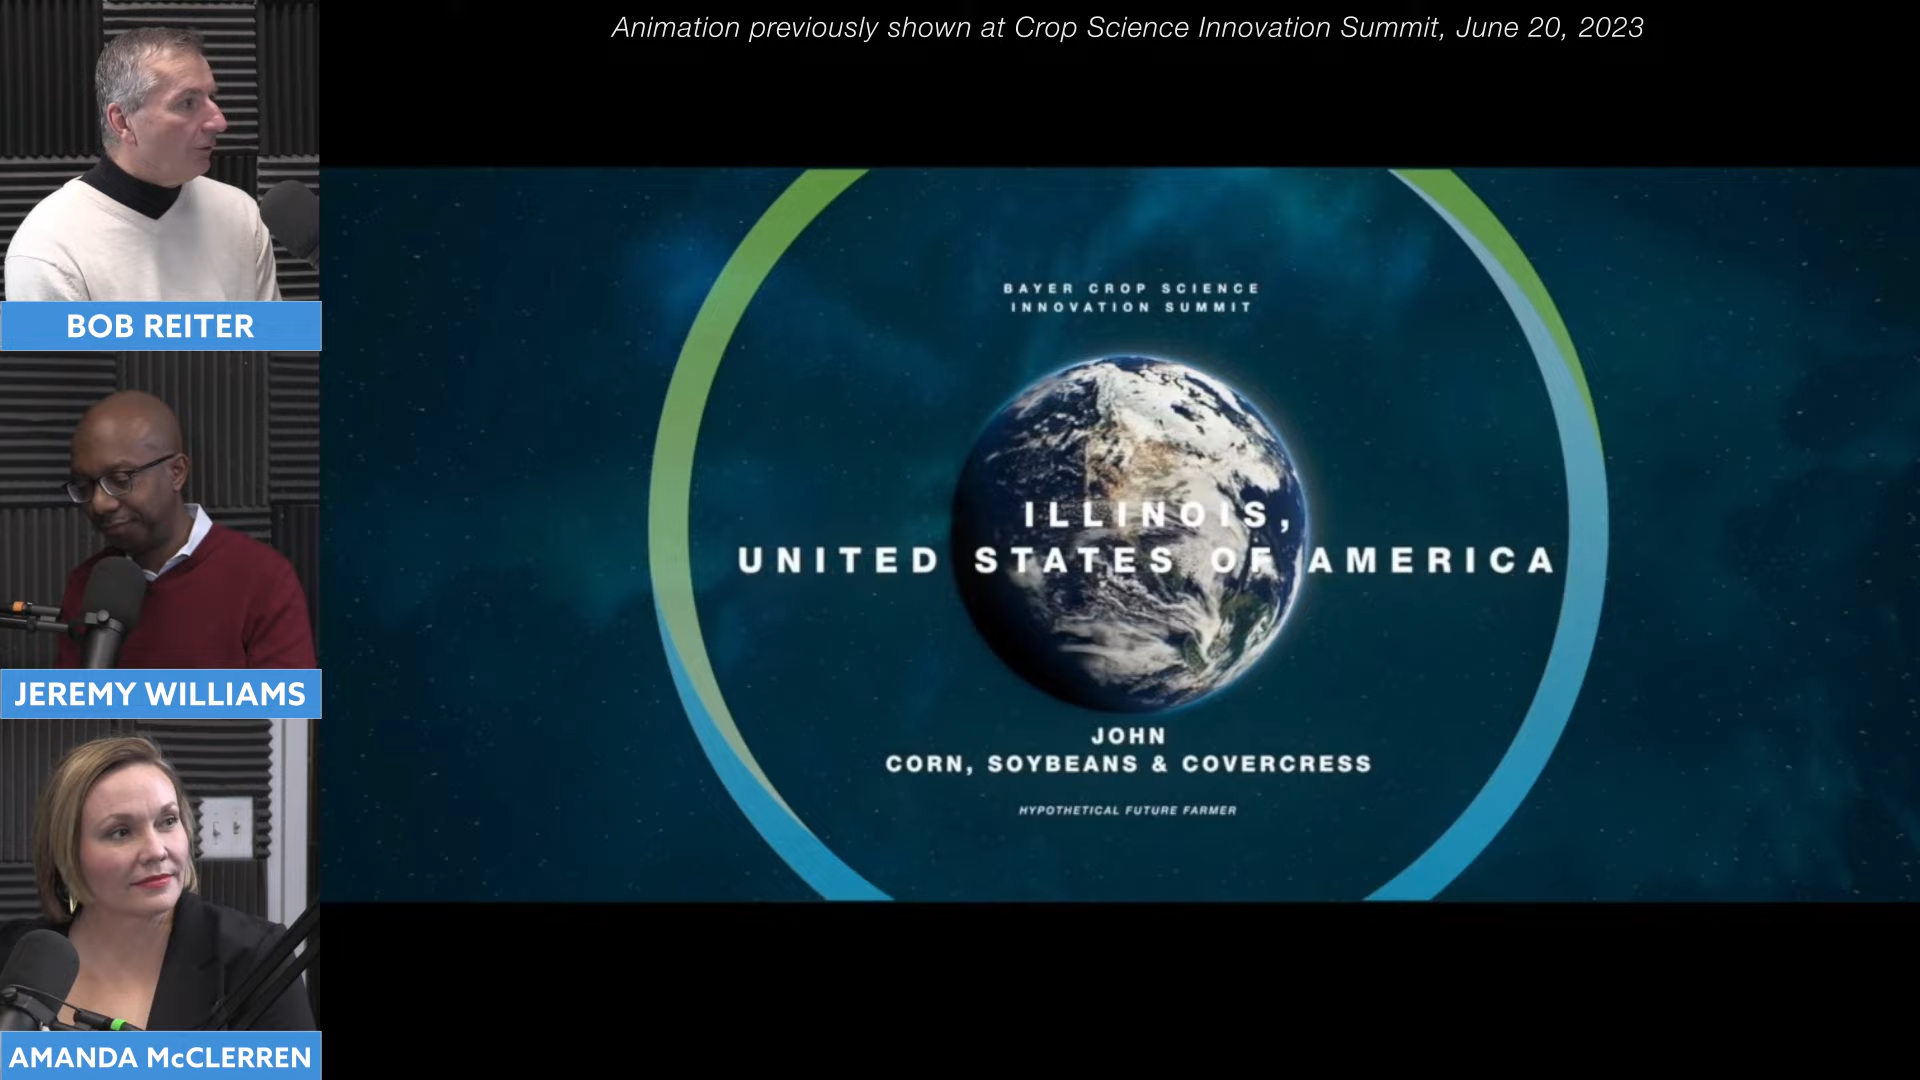 Animation previously shown at Crop Science Innovation Summit, June 20, 2023
BOB REITER
JEREMY WILLIAMS
AMANDA McCLERREN
BAYER CROP SCIENCE
INNOVATION SUMMIT
ILLINOIS,
UNITED STATES OF AMERICA
JOHN
CORN, SOYBEANS & COVERCRESS
HYPOTHETICAL FUTURE FARMER